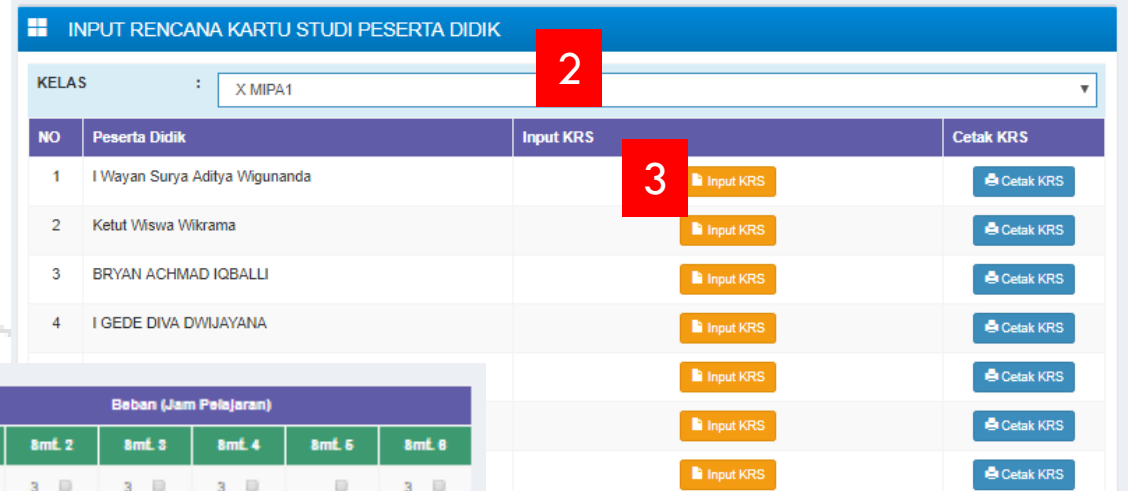 INPUT RENCANA KARTU STUDI PESERTA DIDIK
2
KELAS : X MIPA1
NO Peserta Didik Input KRS Cetak KRS
1 I Wayan Surya Aditya Wigunanda 3 Input KRS Cetak KRS
2 Ketut Wiswa Wikrama Input KRS Cetak KRS
3 BRYAN ACHMAD IQBALLI Input KRS Cetak KRS
4 I GEDE DIVA DWIJAYANA Input KRS Cetak KRS
Input KRS Cetak KRS
Input KRS Cetak KRS
Input KRS Cetak KRS
Beban (Jam Pelajaran)
Smt. 2 Smt. 3 Smt. 4 Smt. 5 Smt. 6
3 3 3 3